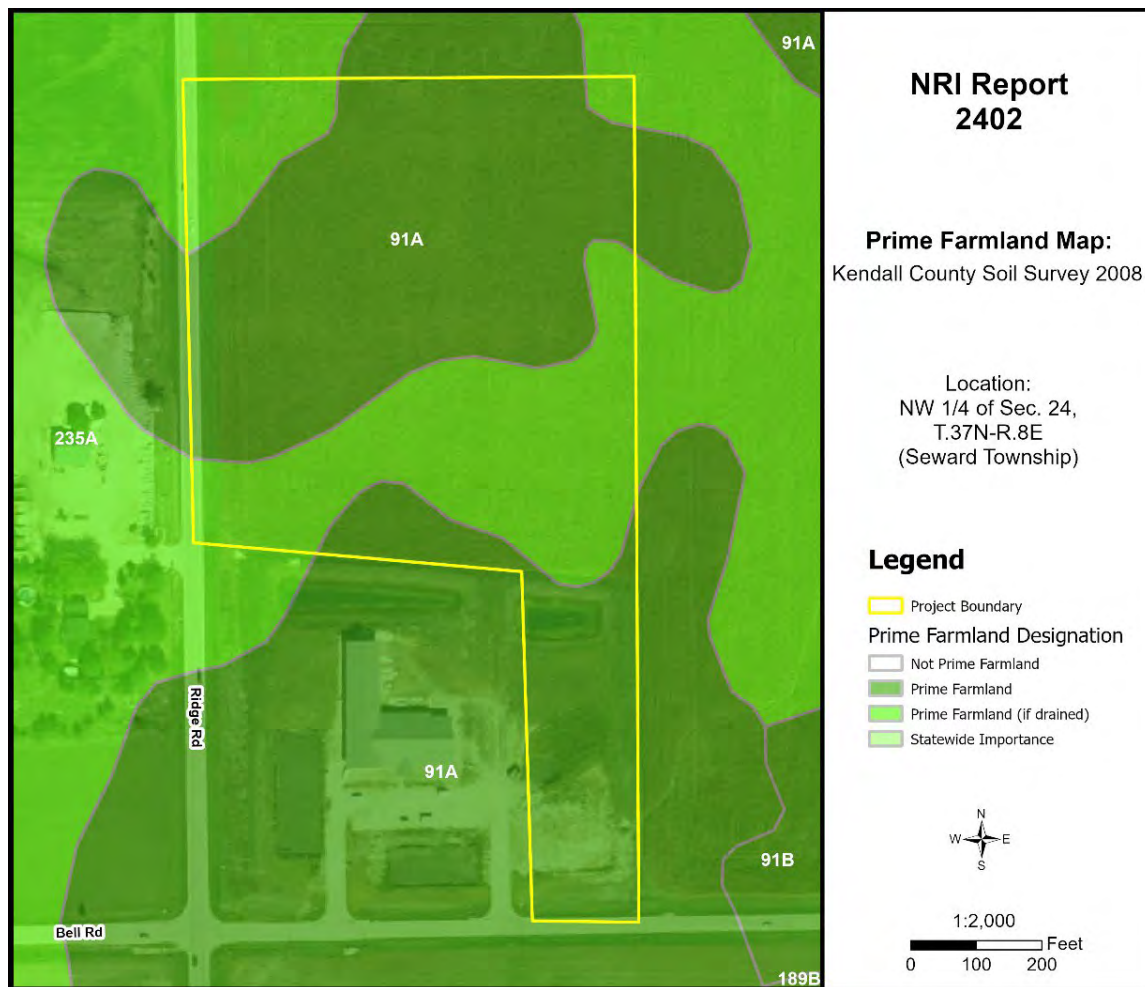 91A
91A
235A
Ridge Rd
91A
91B
Bell Rd
189B
NRI Report
2402
Prime Farmland Map:
Kendall County Soil Survey 2008
Location:
NW 1/4 of Sec. 24,
T.37N-R.8E
(Seward Township)
Legend
Project Boundary
Prime Farmland Designation
Not Prime Farmland
Prime Farmland
Prime Farmland (if drained)
Statewide Importance
N
W E
S
1:2,000
Feet
0 100 200